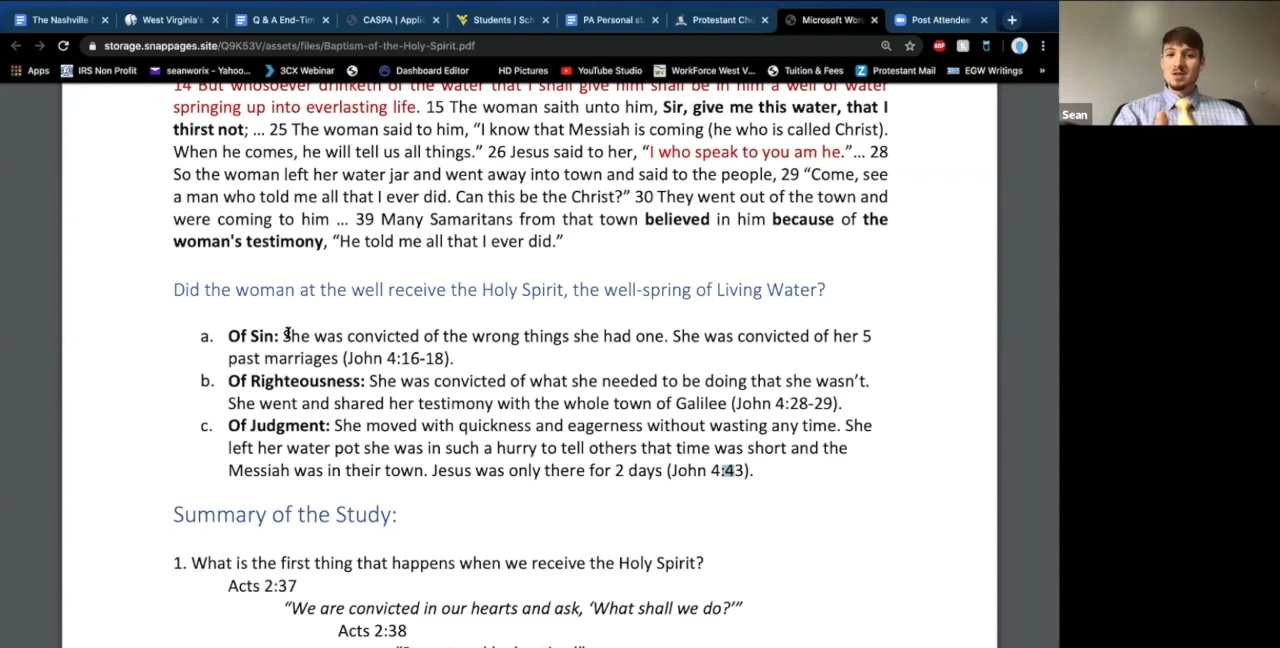 The Nashville
West Virginia's
Q & A End-Tim
CASPA | Applic
Students | Sch
PA Personal st
Protestant Ch
Microsoft Wor
Post Attendee
storage.snappages.site/Q9K53V/assets/files/Baptism-of-the-Holy-Spirit.pdf
ABP
Apps
IRS Non Profit
seanworix - Yahoo...
3CX Webinar
Dashboard Editor
HD Pictures
YouTube Studio
WorkForce West V...
Tuition & Fees
Protestant Mail
EGW Writings
»
14 But whosoever drinketh of the water that I shall give him shall be in him a well of water
springing up into everlasting life. 15 The woman saith unto him, Sir, give me this water, that I
thirst not; ... 25 The woman said to him, “I know that Messiah is coming (he who is called Christ).
When he comes, he will tell us all things.” 26 Jesus said to her, “I who speak to you am he.”... 28
So the woman left her water jar and went away into town and said to the people, 29 “Come, see
a man who told me all that I ever did. Can this be the Christ?” 30 They went out of the town and
were coming to him ... 39 Many Samaritans from that town believed in him because of the
woman's testimony, “He told me all that I ever did.”
Did the woman at the well receive the Holy Spirit, the well-spring of Living Water?
a. Of Sin: She was convicted of the wrong things she had one. She was convicted of her 5
past marriages (John 4:16-18).
b. Of Righteousness: She was convicted of what she needed to be doing that she wasn’t.
She went and shared her testimony with the whole town of Galilee (John 4:28-29).
c. Of Judgment: She moved with quickness and eagerness without wasting any time. She
left her water pot she was in such a hurry to tell others that time was short and the
Messiah was in their town. Jesus was only there for 2 days (John 4:43).
Summary of the Study:
1. What is the first thing that happens when we receive the Holy Spirit?
Acts 2:37
“We are convicted in our hearts and ask, ‘What shall we do?’”
Acts 2:38
Sean